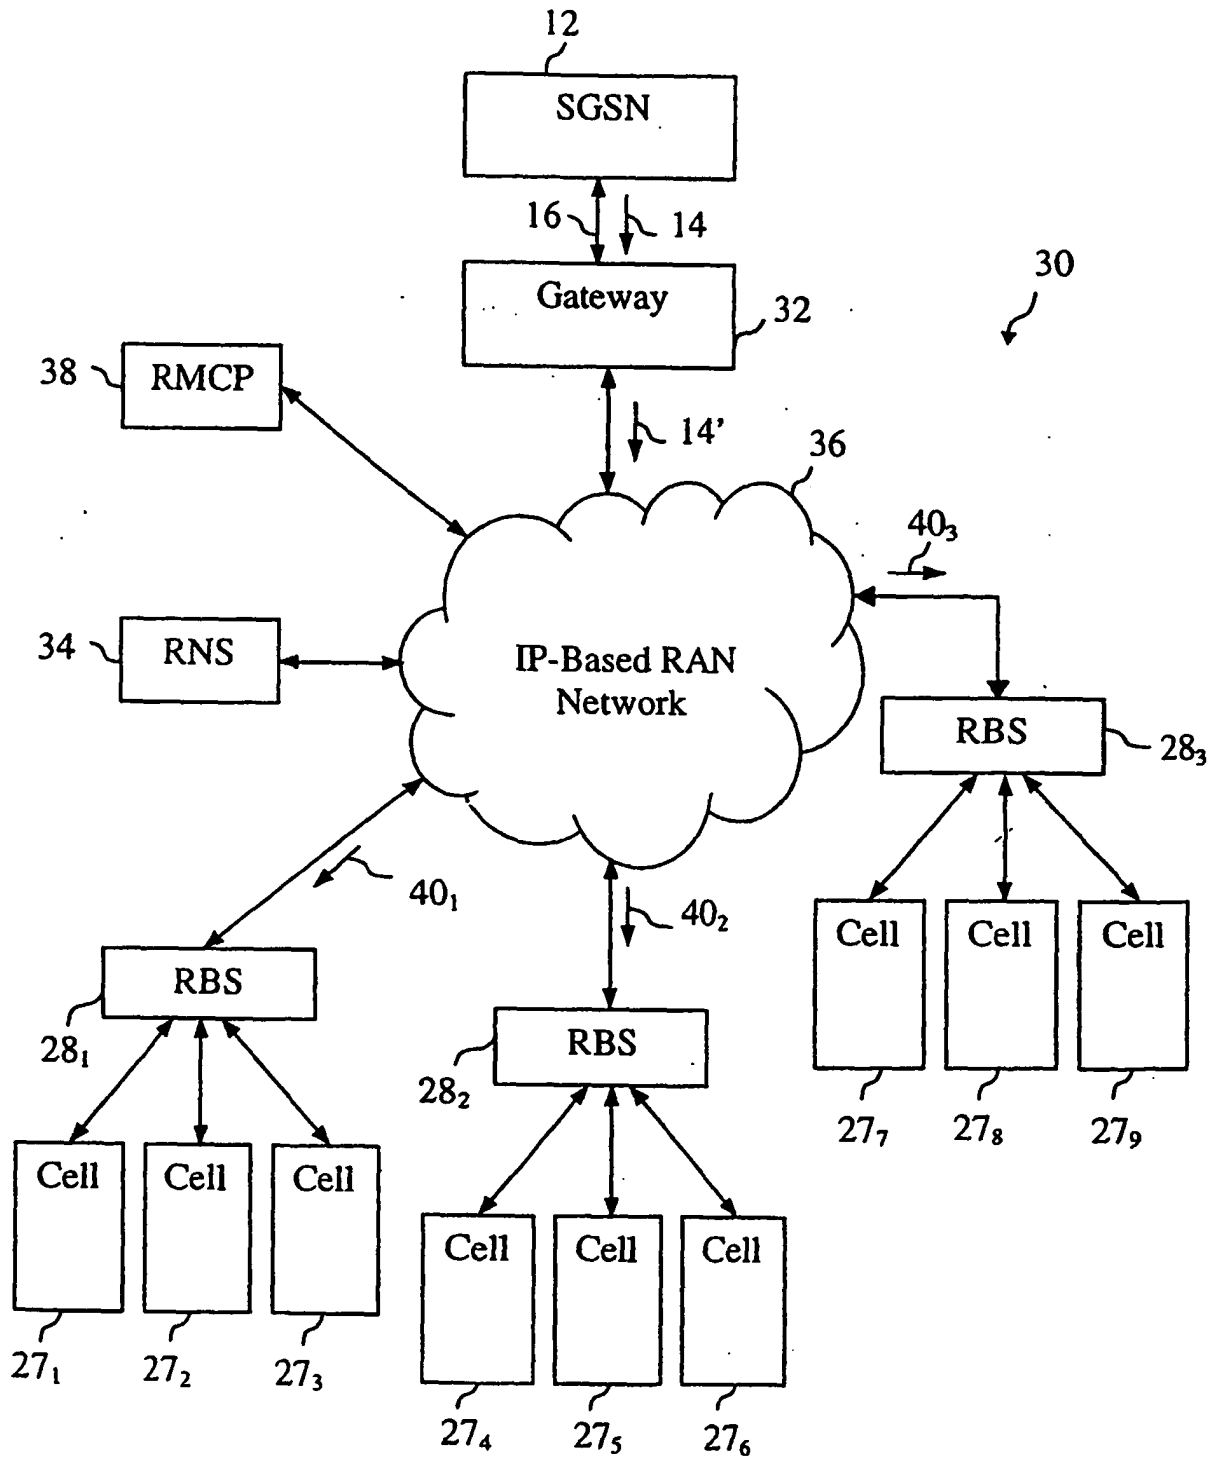 12
SGSN
16
14
Gateway
32
30
38
RMCP
14’
36
40₃
34
RNS
IP-Based RAN
Network
RBS
28₃
40₁
40₂
Cell
Cell
Cell
RBS
28₁
RBS
28₂
27₇
27₈
27₉
Cell
Cell
Cell
Cell
Cell
Cell
27₁
27₂
27₃
27₄
27₅
27₆